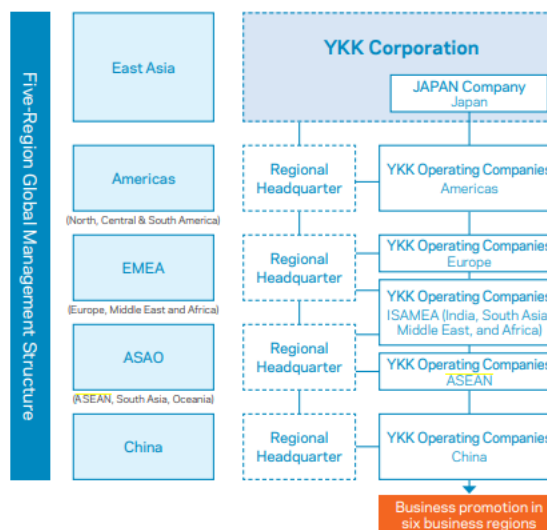 Five-Region Global Management Structure
East Asia
Americas
(North, Central & South America)
EMEA
(Europe, Middle East and Africa)
ASAO
(ASEAN, South Asia, Oceania)
China
YKK Corporation
JAPAN Company
Japan
Regional
Headquarter
YKK Operating Companies
Americas
Regional
Headquarter
YKK Operating Companies
Europe
YKK Operating Companies
ISAMEA (India, South Asia
Middle East, and Africa)
Regional
Headquarter
YKK Operating Companies
ASEAN
Regional
Headquarter
YKK Operating Companies
China
Business promotion in
six business regions